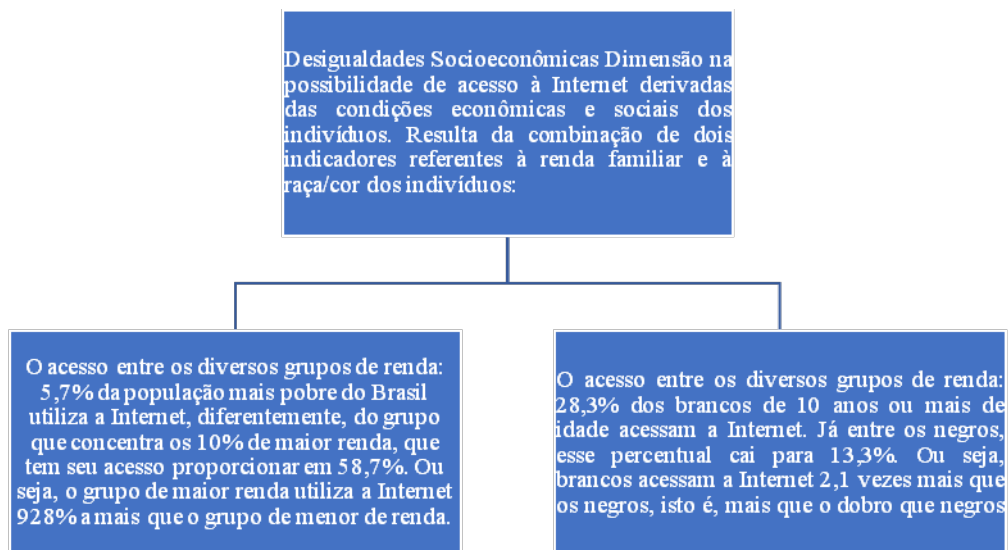 Desigualdades Socioeconômicas Dimensão na
possibilidade de acesso à Internet derivadas
das condições econômicas e sociais dos
indivíduos. Resulta da combinação de dois
indicadores referentes à renda familiar e à
raça/cor dos indivíduos:
O acesso entre os diversos grupos de renda:
5,7% da população mais pobre do Brasil
utiliza a Internet, diferentemente, do grupo
que concentra os 10% de maior renda, que
tem seu acesso proporcionar em 58,7%. Ou
seja, o grupo de maior renda utiliza a Internet
928% a mais que o grupo de menor de renda.
O acesso entre os diversos grupos de renda:
28,3% dos brancos de 10 anos ou mais de
idade acessam a Internet. Já entre os negros,
esse percentual cai para 13,3%. Ou seja,
brancos acessam a Internet 2,1 vezes mais que
os negros, isto é, mais que o dobro que negros